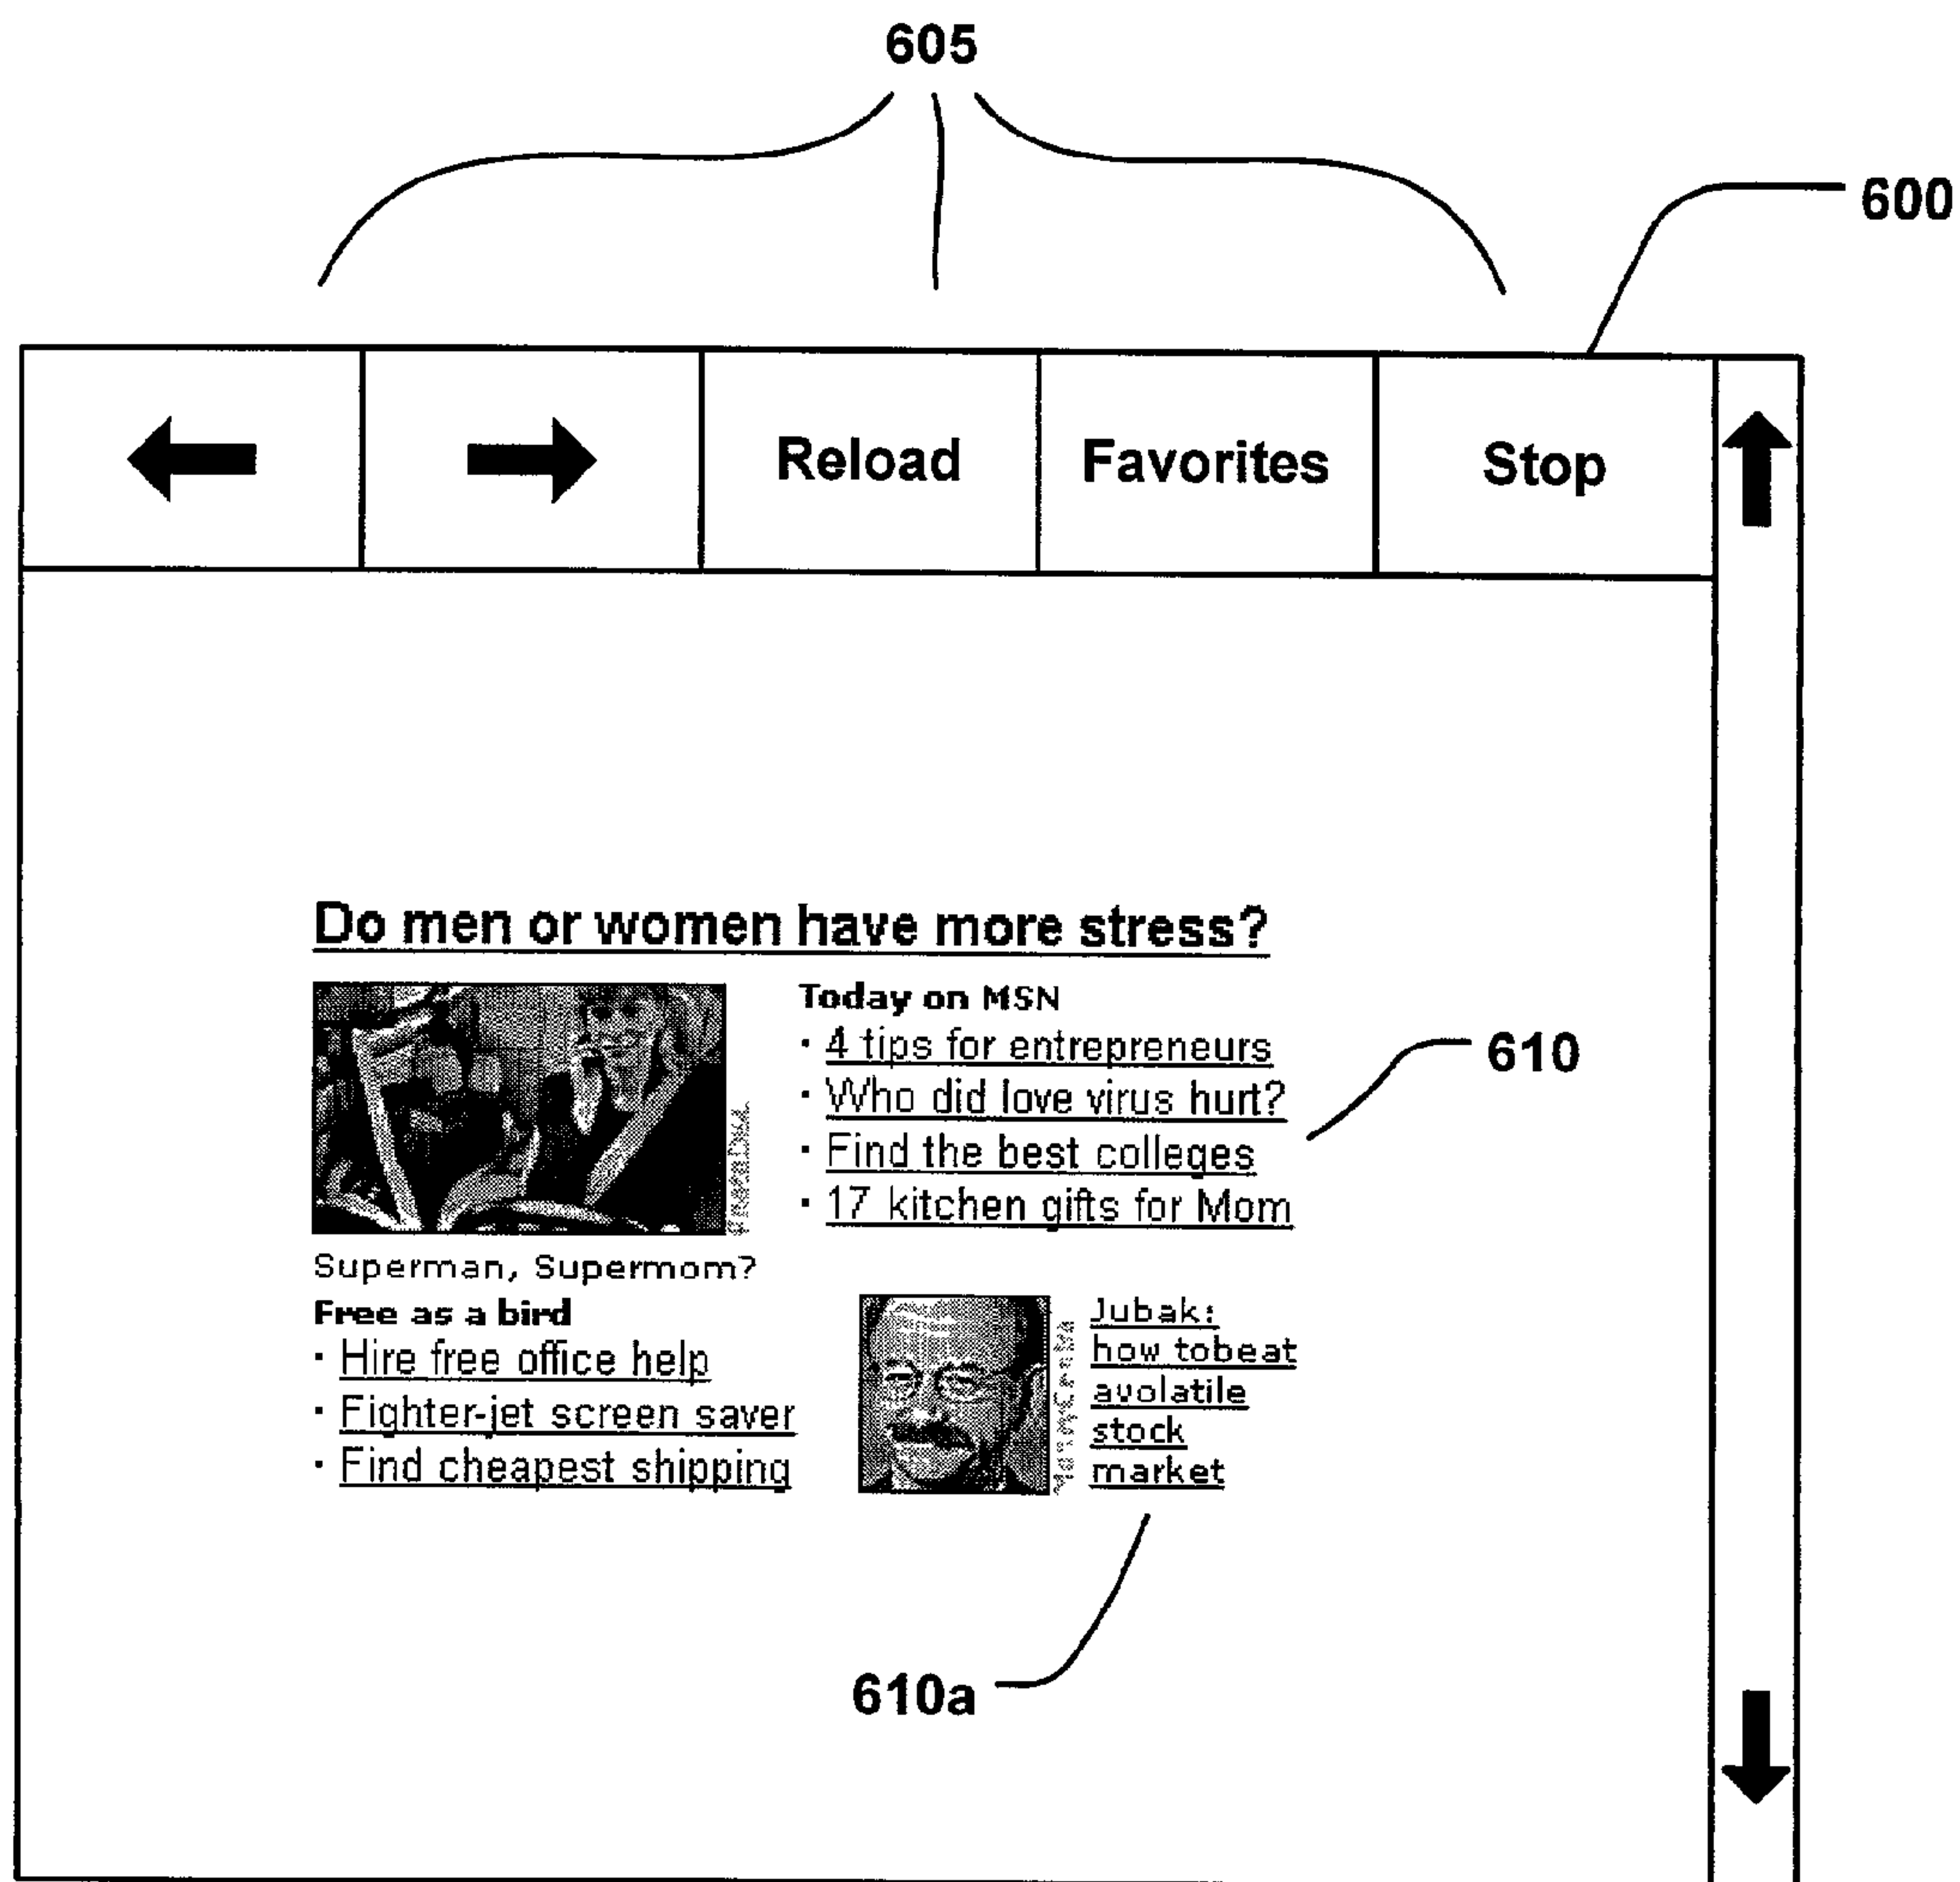 605
600
Reload
Favorites
Stop
Do men or women have more stress?
Today on MSN
· 4 tips for entrepreneurs
· Who did love virus hurt?
· Find the best colleges
· 17 kitchen gifts for Mom
610
Superman, Supermom?
Free as a bird
· Hire free office help
· Fighter-jet screen saver
· Find cheapest shipping
Jubak:
how tobeat
avolatile
stock
market
610a